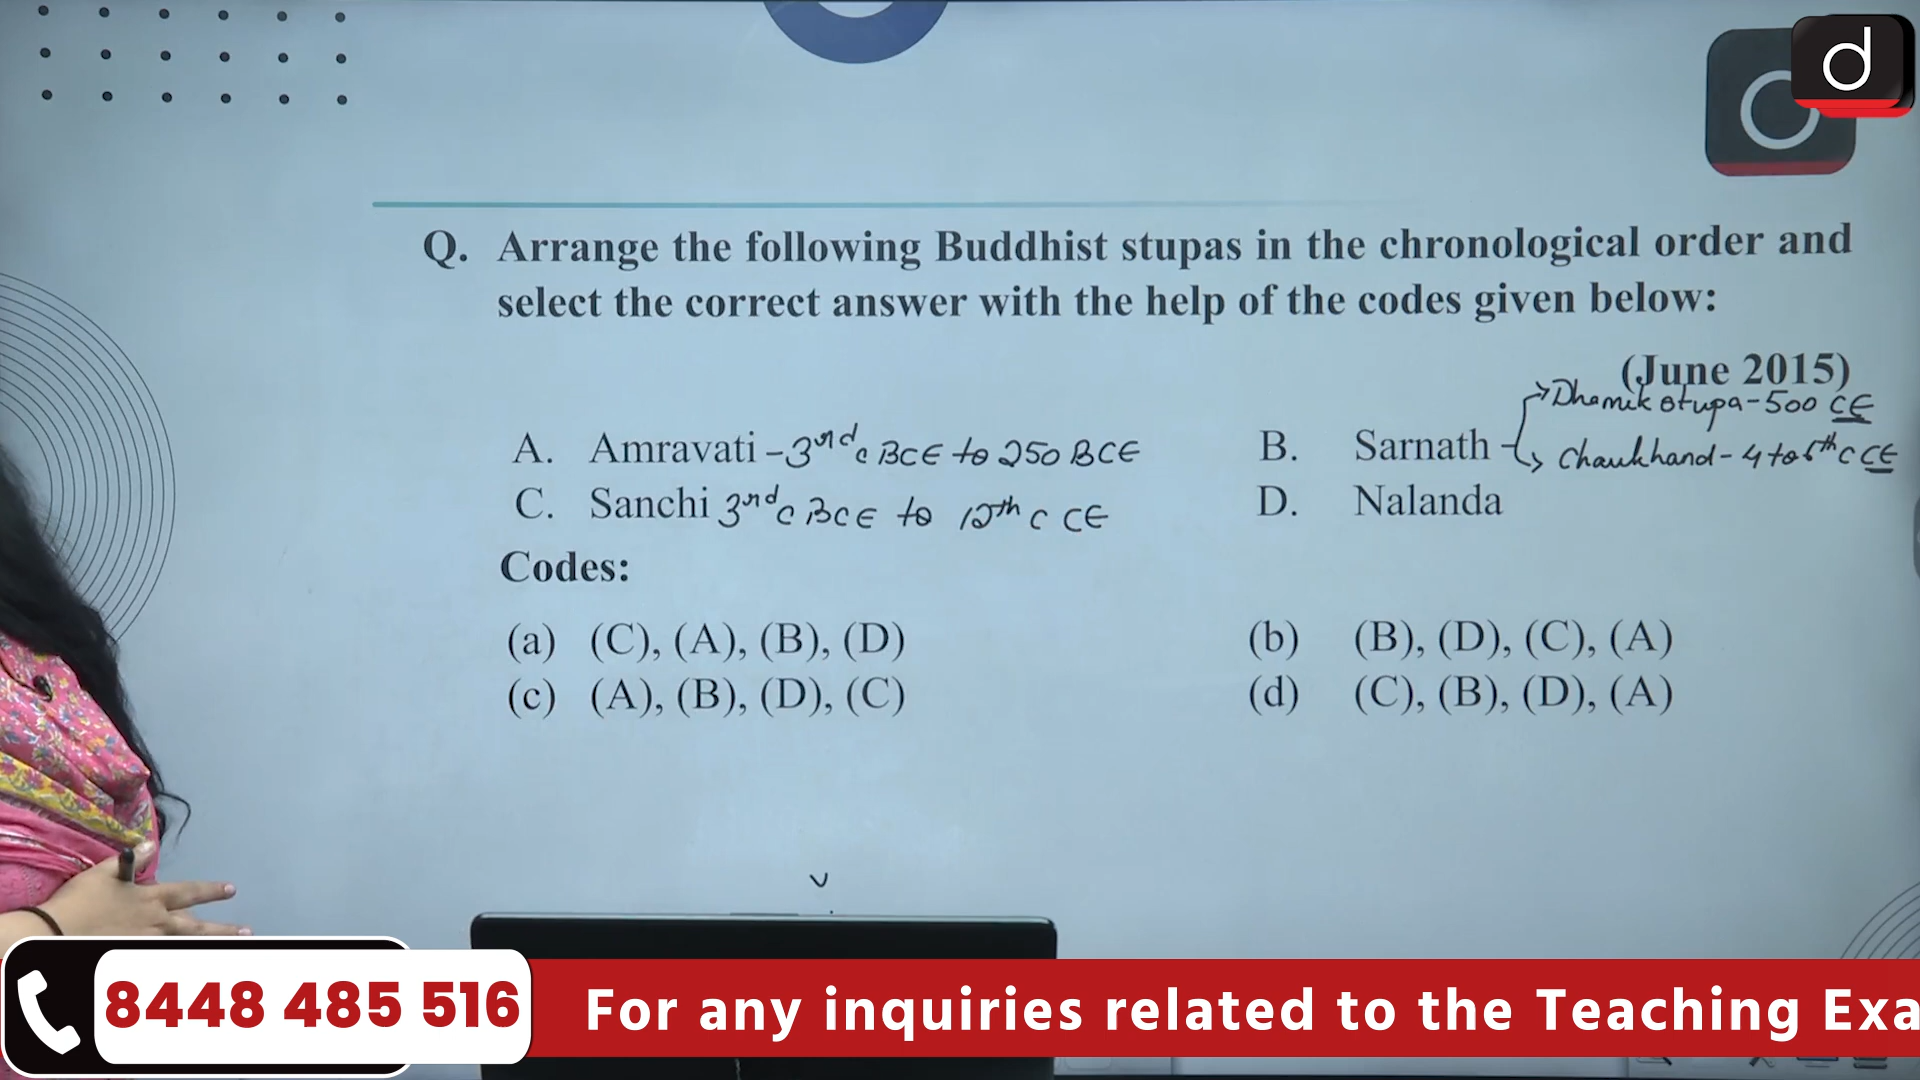 d
Q. Arrange the following Buddhist stupas in the chronological order and
select the correct answer with the help of the codes given below:
(June 2015)
A. Amravati - 3rd c BCE to 250 BCE
B. Sarnath
→ Dhamek stupa - 500 CE
→ Chaukhand - 4 to 6th C CE
C. Sanchi 3rd C BCE to 12th C CE
D. Nalanda
Codes:
(a) (C), (A), (B), (D)
(b) (B), (D), (C), (A)
(c) (A), (B), (D), (C)
(d) (C), (B), (D), (A)
8448 485 516
For any inquiries related to the Teaching Exa